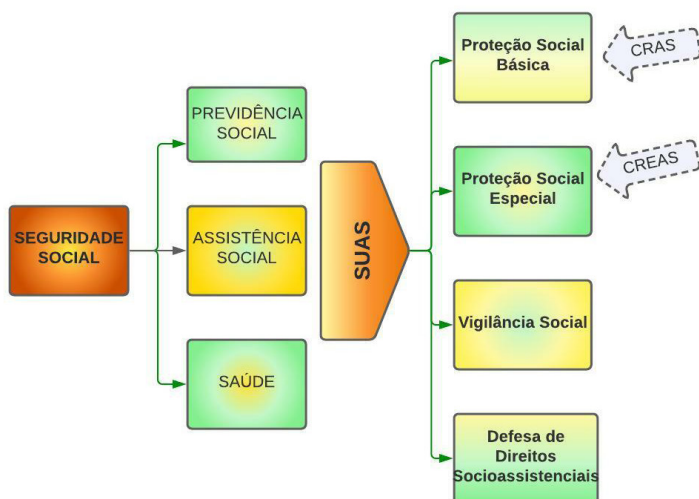 SEGURIDADE
SOCIAL
PREVIDÊNCIA
SOCIAL
ASSISTÊNCIA
SOCIAL
SAÚDE
SUAS
Proteção Social
Básica
CRAS
Proteção Social
Especial
CREAS
Vigilância Social
Defesa de
Direitos
Socioassistenciais